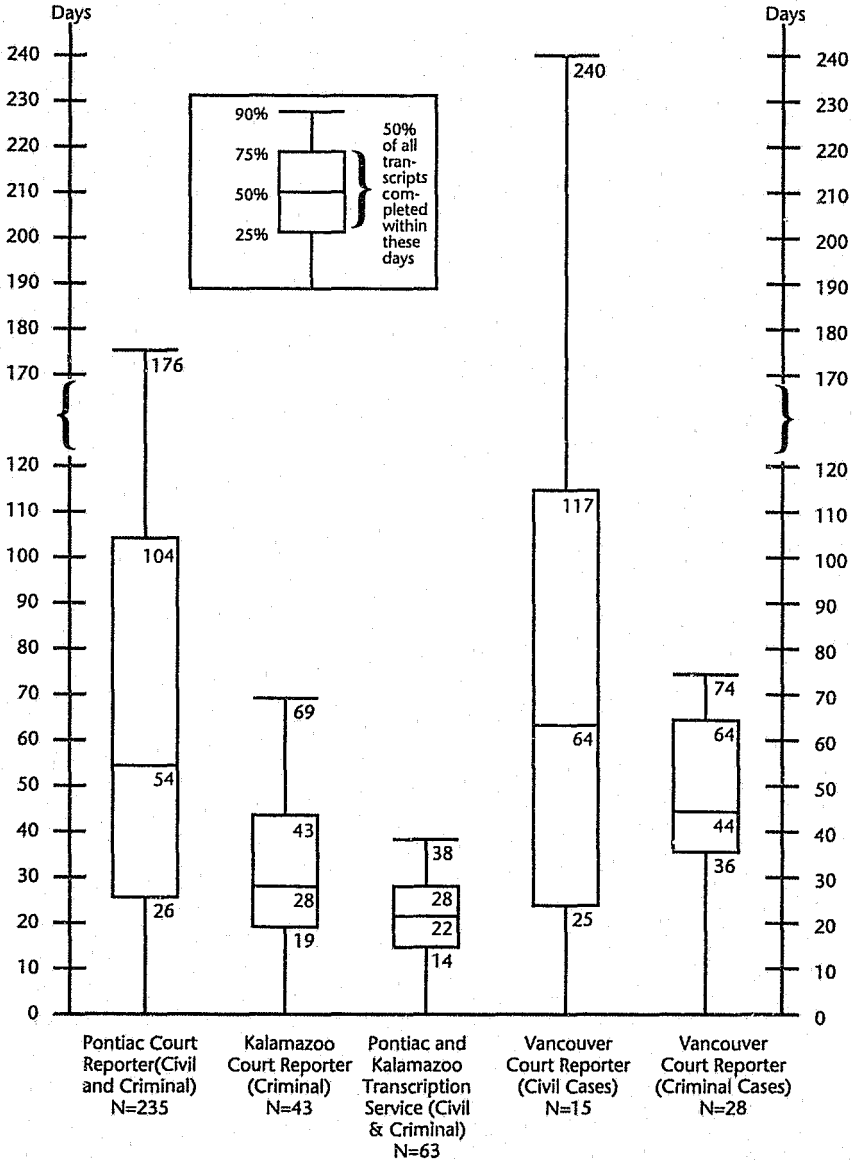 Days
Days
240
230
220
210
200
190
180
170
120
110
100
90
80
70
60
50
40
30
20
10
0
90%
75%
50%
25%
50%
of all
tran-
scripts
com-
pleted
within
these
days
176
104
54
26
69
43
28
19
38
28
22
14
240
117
64
25
74
64
44
36
240
230
220
210
200
190
180
170
120
110
100
90
80
70
60
50
40
30
20
10
0
Pontiac Court
Reporter(Civil
and Criminal)
N=235
Kalamazoo
Court Reporter
(Criminal)
N=43
Pontiac and
Kalamazoo
Transcription
Service (Civil
& Criminal)
N=63
Vancouver
Court Reporter
(Civil Cases)
N=15
Vancouver
Court Reporter
(Criminal Cases)
N=28